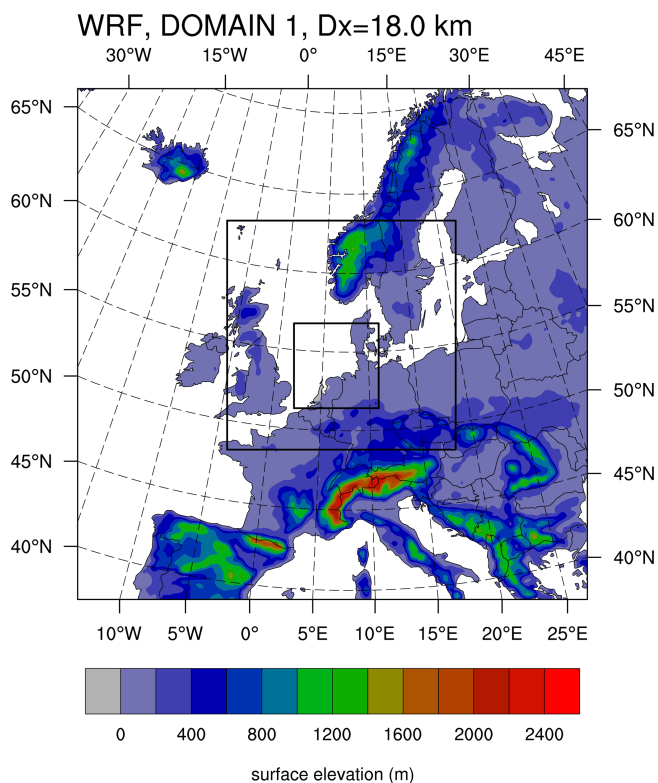 WRF, DOMAIN 1, Dx=18.0 km
30°W 15°W 0° 15°E 30°E 45°E
65°N 65°N
60°N 60°N
55°N 55°N
50°N 50°N
45°N 45°N
40°N 40°N
10°W 5°W 0° 5°E 10°E 15°E 20°E 25°E
0 400 800 1200 1600 2000 2400
surface elevation (m)